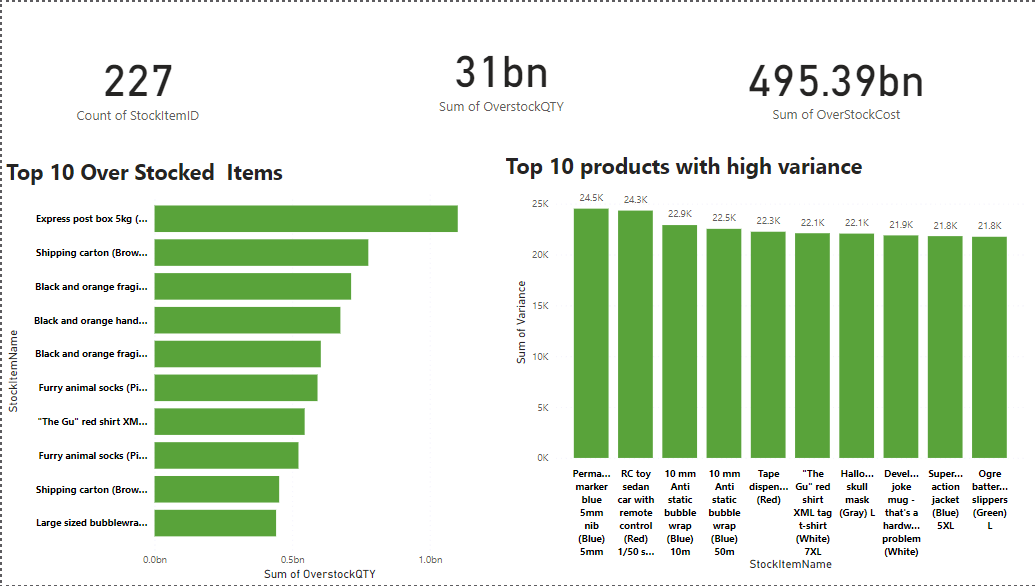 227
Count of StockItemID
31bn
Sum of OverstockQTY
495.39bn
Sum of OverStockCost
Top 10 Over Stocked  Items
StockItemName
Express post box 5kg (...
Shipping carton (Brow...
Black and orange fragi...
Black and orange hand...
Black and orange fragi...
Furry animal socks (Pi...
"The Gu" red shirt XM...
Furry animal socks (Pi...
Shipping carton (Brow...
Large sized bubblewra...
0.0bn 0.5bn 1.0bn
Sum of OverstockQTY
Top 10 products with high variance
Sum of Variance
25K
20K
15K
10K
5K
0K
24.5K 24.3K 22.9K 22.5K 22.3K 22.1K 22.1K 21.9K 21.8K 21.8K
Perma...
marker
blue
5mm
nib
(Blue)
5mm
RC toy
sedan
car with
remote
control
(Red)
1/50 s...
10 mm
Anti
static
bubble
wrap
(Blue)
10m
10 mm
Anti
static
bubble
wrap
(Blue)
50m
Tape
dispen...
(Red)
"The
Gu" red
shirt
XML tag
t-shirt
(White)
7XL
Hallo...
skull
mask
(Gray) L
Devel...
joke
mug -
that's a
hardw...
problem
(White)
Super...
action
jacket
(Blue)
5XL
Ogre
batter...
slippers
(Green)
L
StockItemName